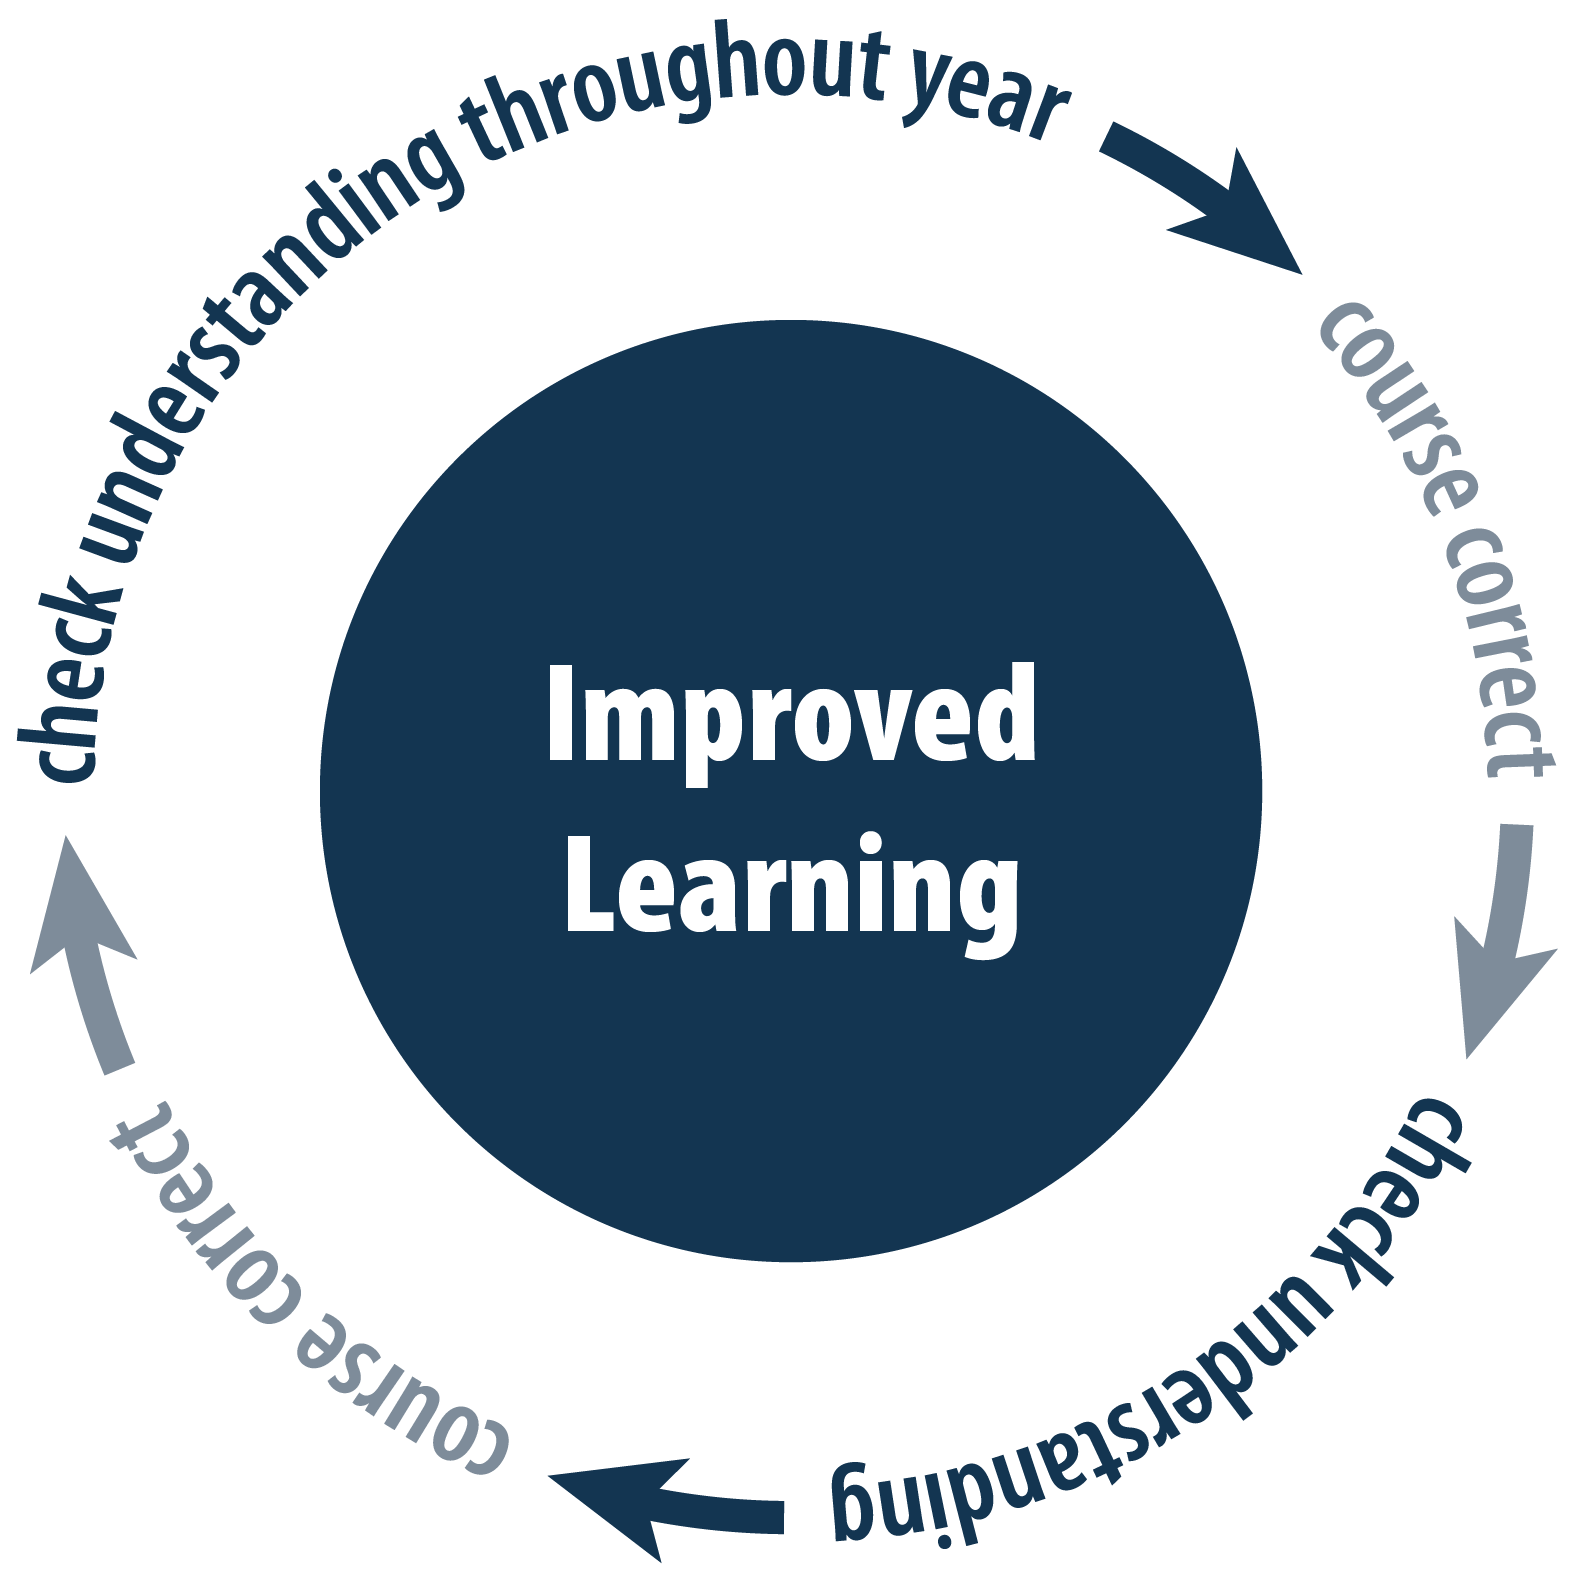 check understanding throughout year
course correct
check understanding
course correct
Improved
Learning